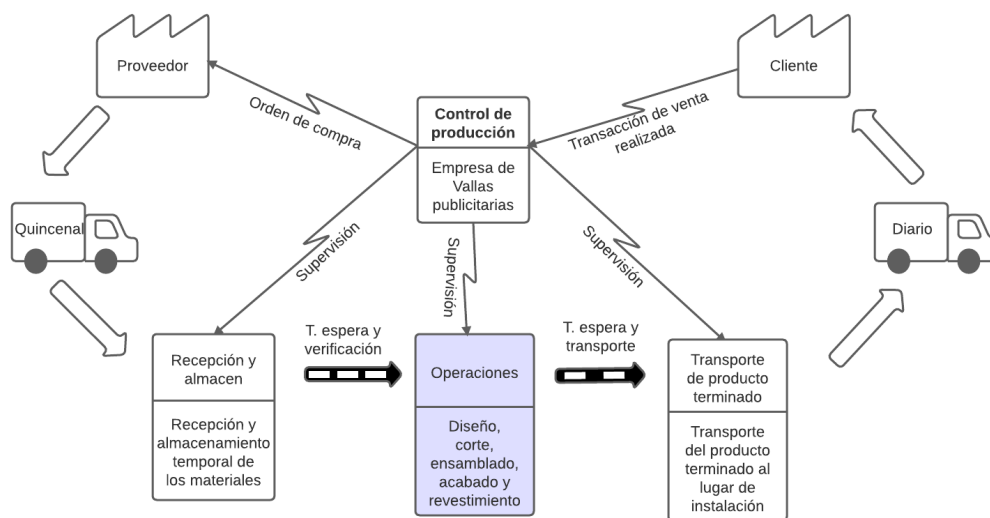 Proveedor
Cliente
Orden de compra
Control de
producción
Empresa de
Vallas
publicitarias
Transacción de venta
realizada
Quincenal
Diario
Supervisión
Supervisión
Supervisión
T. espera y
verificación
T. espera y
transporte
Recepción y
almacen
Recepción y
almacenamiento
temporal de
los materiales
Operaciones
Diseño,
corte,
ensamblado,
acabado y
revestimiento
Transporte
de producto
terminado
Transporte
del producto
terminado al
lugar de
instalación